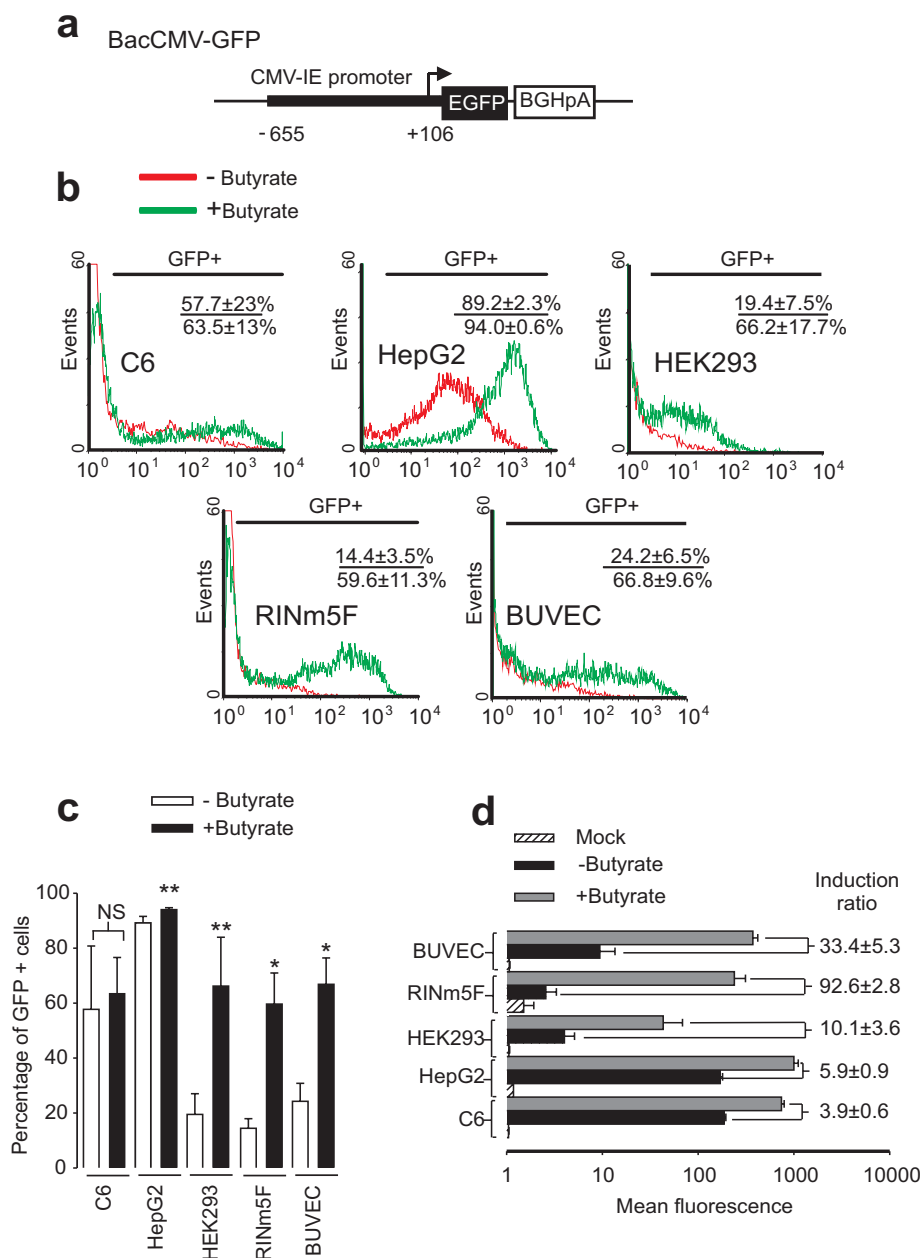 a
BacCMV-GFP
CMV-IE promoter
EGFP
BGHpA
-655
+106
b
- Butyrate
+Butyrate
60
GFP+
57.7±23%
63.5±13%
Events
C6
0
10^0 10^1 10^2 10^3 10^4
60
GFP+
89.2±2.3%
94.0±0.6%
Events
HepG2
0
10^0 10^1 10^2 10^3 10^4
60
GFP+
19.4±7.5%
66.2±17.7%
Events
HEK293
0
10^0 10^1 10^2 10^3 10^4
60
GFP+
14.4±3.5%
59.6±11.3%
Events
RINm5F
0
10^0 10^1 10^2 10^3 10^4
60
GFP+
24.2±6.5%
66.8±9.6%
Events
BUVEC
0
10^0 10^1 10^2 10^3 10^4
c
- Butyrate
+Butyrate
Percentage of GFP + cells
100
80
60
40
20
0
NS
**
**
*
*
C6
HepG2
HEK293
RINm5F
BUVEC
d
Mock
-Butyrate
+Butyrate
Induction
ratio
BUVEC
33.4±5.3
RINm5F
92.6±2.8
HEK293
10.1±3.6
HepG2
5.9±0.9
C6
3.9±0.6
1 10 100 1000 10000
Mean fluorescence